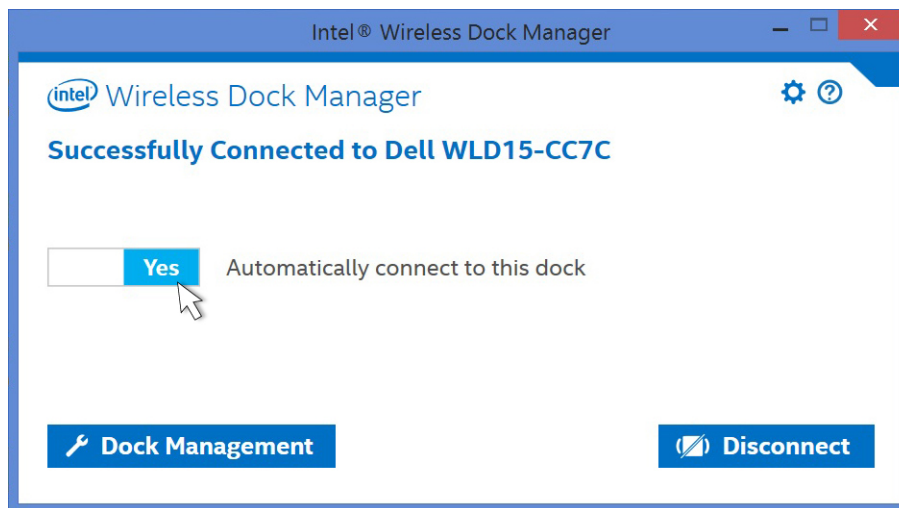 Intel® Wireless Dock Manager
intel Wireless Dock Manager
Successfully Connected to Dell WLD15-CC7C
Yes Automatically connect to this dock
Dock Management Disconnect